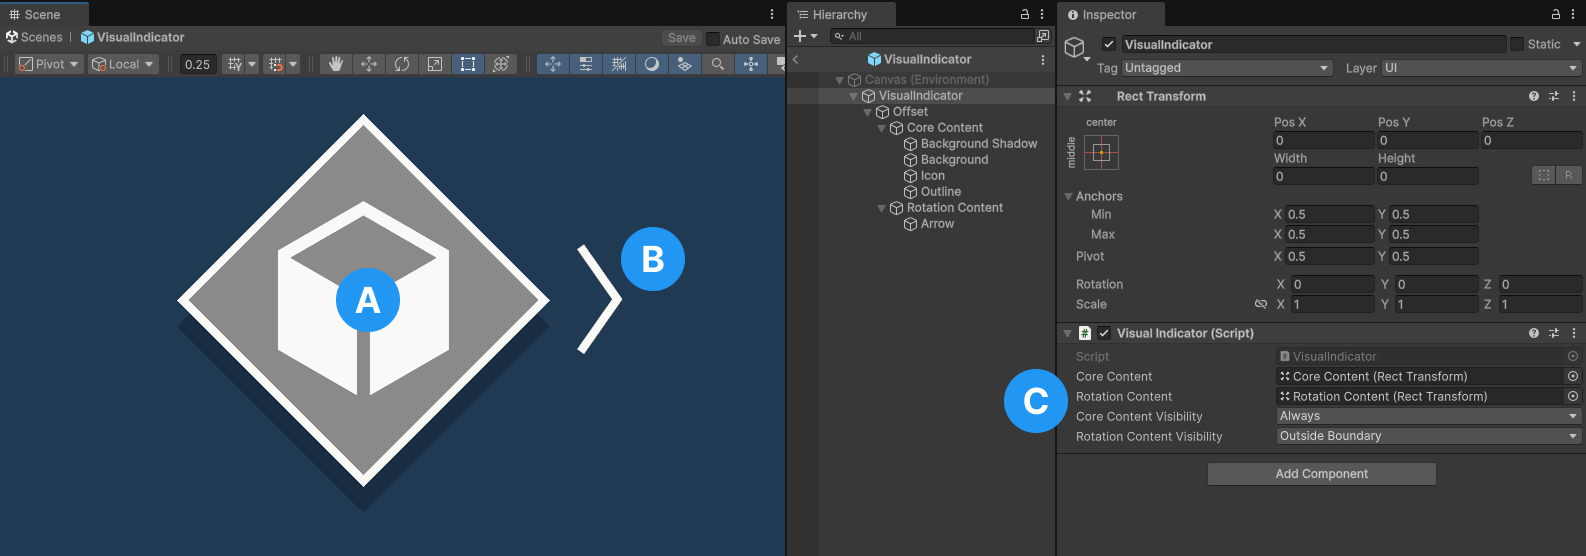 Scene
Scenes | VisualIndicator
Save Auto Save
Pivot Local 0.25
A
B
Hierarchy
All
VisualIndicator
Canvas (Environment)
VisualIndicator
Offset
Core Content
Background Shadow
Background
Icon
Outline
Rotation Content
Arrow
Inspector
VisualIndicator Static
Tag Untagged Layer UI
Rect Transform
center
middle
Pos X Pos Y Pos Z
0 0 0
Width Height
0 0 R
Anchors
Min X 0.5 Y 0.5
Max X 0.5 Y 0.5
Pivot X 0.5 Y 0.5
Rotation X 0 Y 0 Z 0
Scale X 1 Y 1 Z 1
# Visual Indicator (Script)
Script VisualIndicator
Core Content Core Content (Rect Transform)
C
Rotation Content Rotation Content (Rect Transform)
Core Content Visibility Always
Rotation Content Visibility Outside Boundary
Add Component